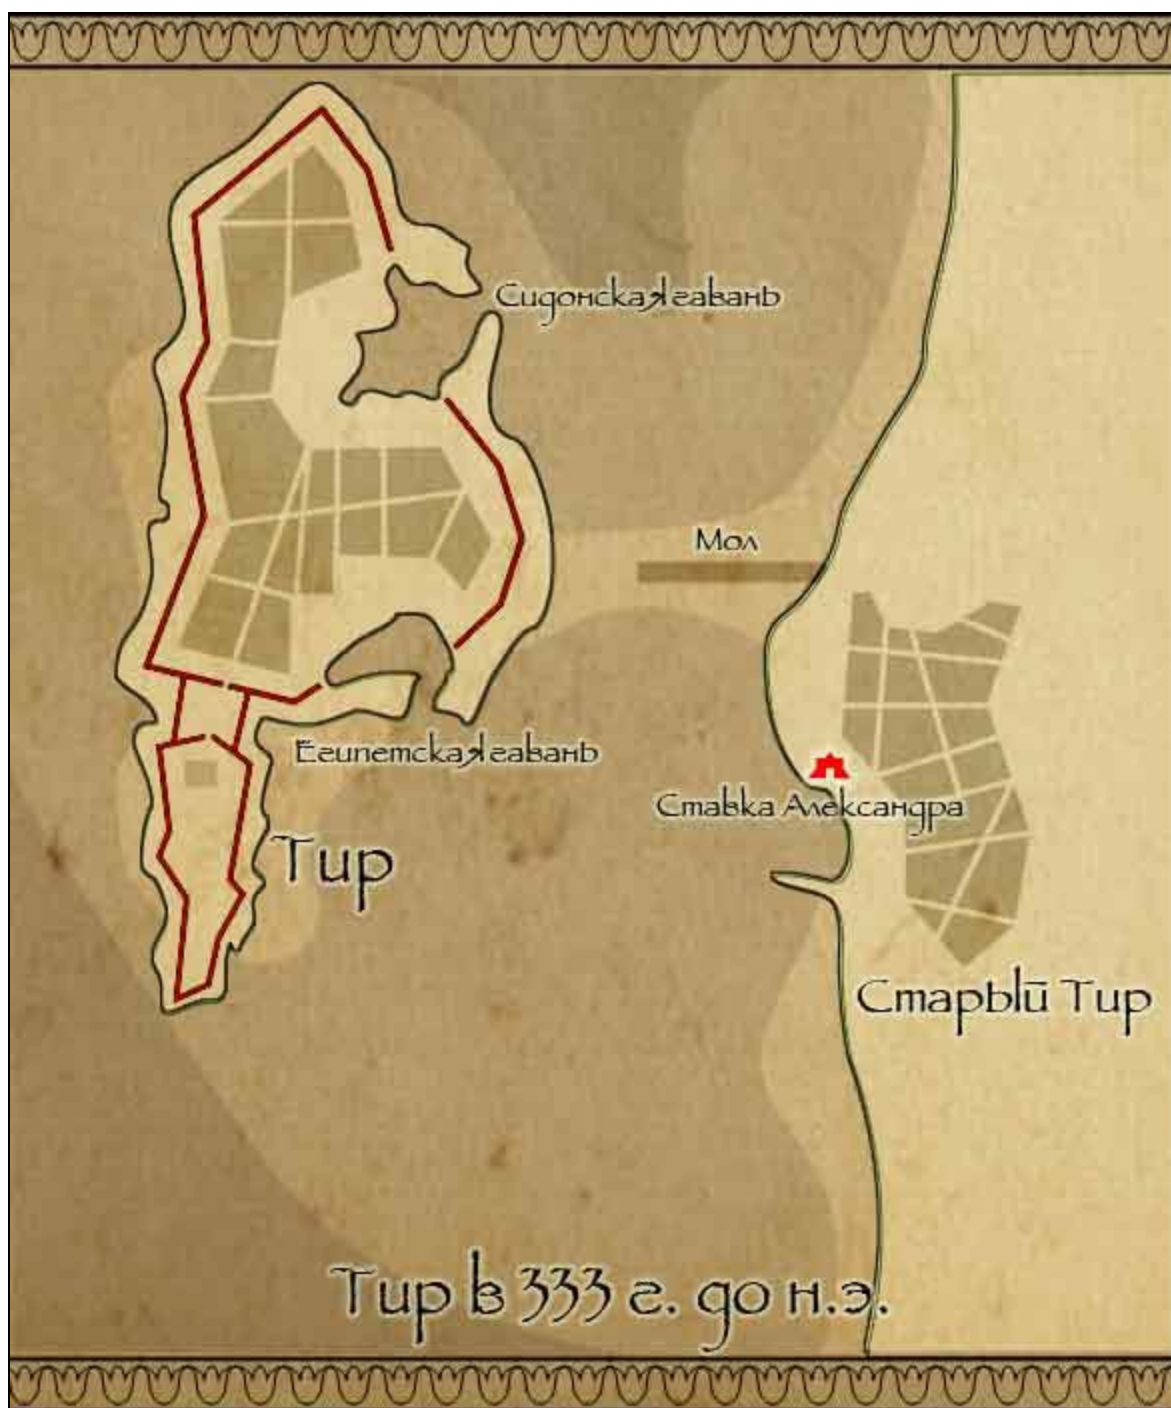 Сидонская гавань
Мол
Египетская гавань
Ставка Александра
Тир
Старый Тир
Тир в 333 г. до н.э.